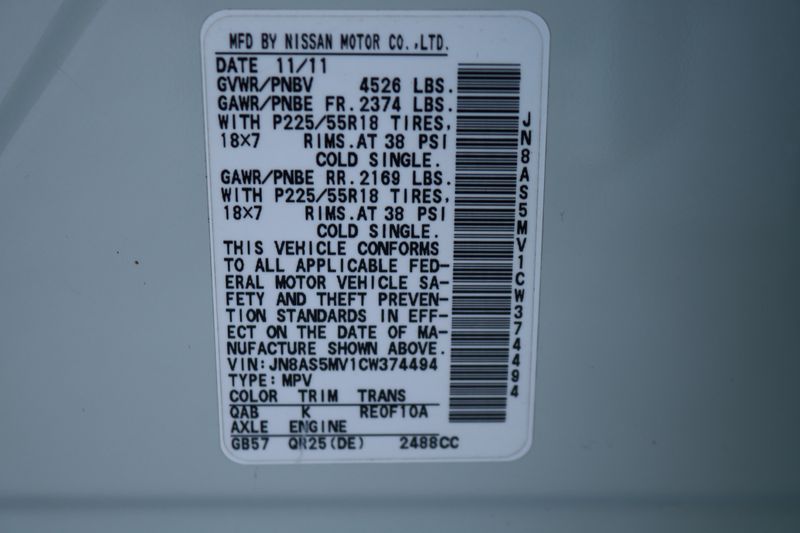 MFD BY NISSAN MOTOR CO.,LTD.
DATE 11/11
GVWR/PNBV 4526 LBS.
GAWR/PNBE FR. 2374 LBS.
WITH P225/55R18 TIRES,
18×7 RIMS. AT 38 PSI
COLD SINGLE.
GAWR/PNBE RR. 2169 LBS.
WITH P225/55R18 TIRES,
18×7 RIMS. AT 38 PSI
COLD SINGLE.
THIS VEHICLE CONFORMS
TO ALL APPLICABLE FED-
ERAL MOTOR VEHICLE SA-
FETY AND THEFT PREVEN-
TION STANDARDS IN EFF-
ECT ON THE DATE OF MA-
NUFACTURE SHOWN ABOVE.
VIN:JN8AS5MV1CW374494
TYPE:MPV
COLOR TRIM TRANS
QAB K RE0F10A
AXLE ENGINE
GB57 QR25(DE) 2488CC
JN8AS5MV1CW374494